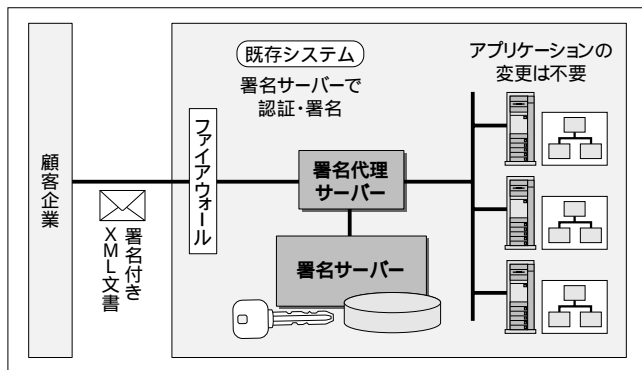 顧客企業
署名付き
XML文書
ファイアウォール
既存システム
署名サーバーで
認証・署名
署名代理
サーバー
署名サーバー
アプリケーションの
変更は不要